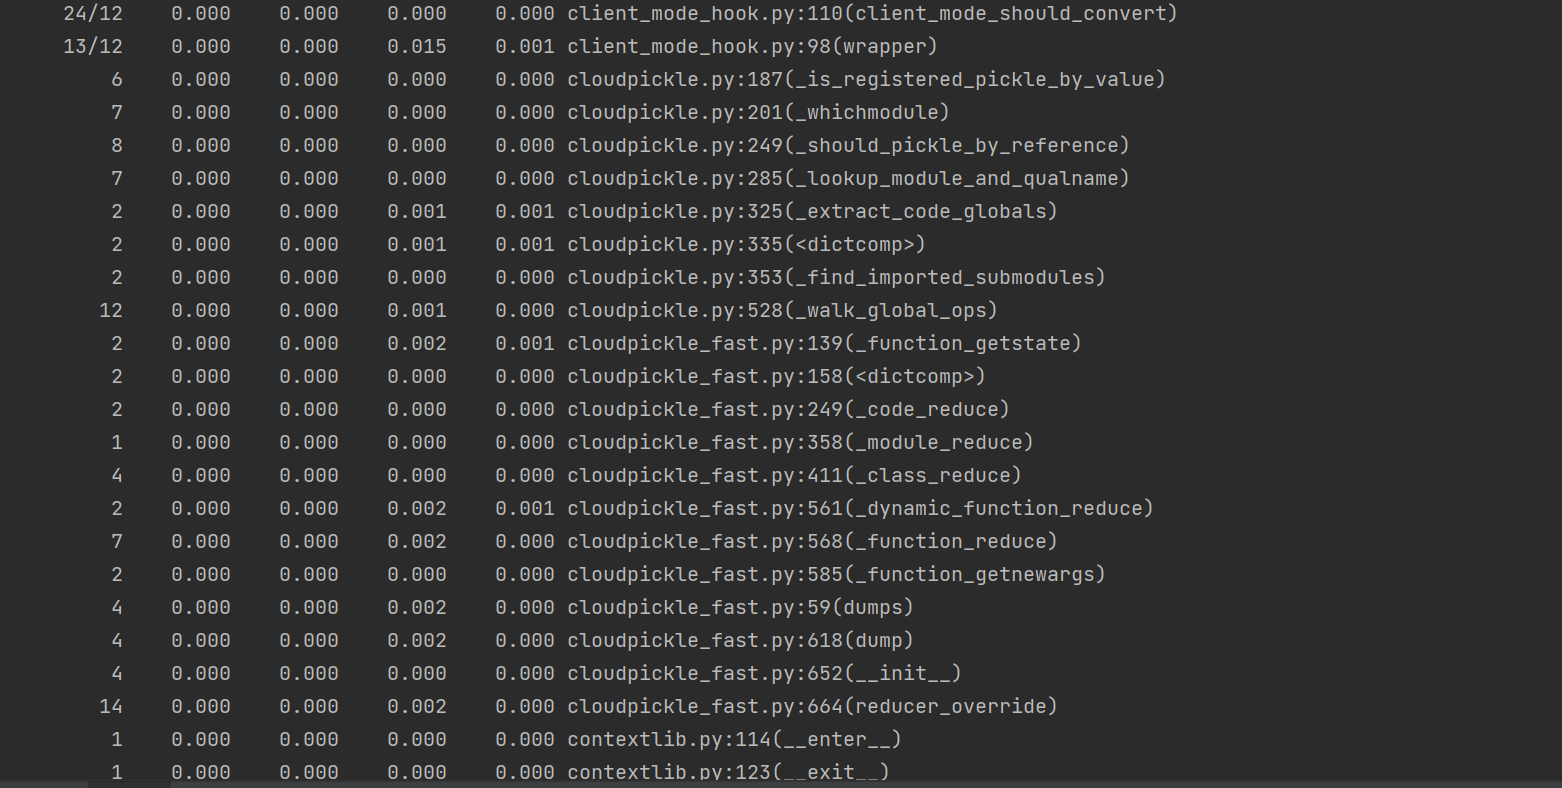 24/12 0.000 0.000 0.000 0.000 client_mode_hook.py:110(client_mode_should_convert)
13/12 0.000 0.000 0.015 0.001 client_mode_hook.py:98(wrapper)
6 0.000 0.000 0.000 0.000 cloudpickle.py:187(_is_registered_pickle_by_value)
7 0.000 0.000 0.000 0.000 cloudpickle.py:201(_whichmodule)
8 0.000 0.000 0.000 0.000 cloudpickle.py:249(_should_pickle_by_reference)
7 0.000 0.000 0.000 0.000 cloudpickle.py:285(_lookup_module_and_qualname)
2 0.000 0.000 0.001 0.001 cloudpickle.py:325(_extract_code_globals)
2 0.000 0.000 0.001 0.001 cloudpickle.py:335(<dictcomp>)
2 0.000 0.000 0.000 0.000 cloudpickle.py:353(_find_imported_submodules)
12 0.000 0.000 0.001 0.000 cloudpickle.py:528(_walk_global_ops)
2 0.000 0.000 0.002 0.001 cloudpickle_fast.py:139(_function_getstate)
2 0.000 0.000 0.000 0.000 cloudpickle_fast.py:158(<dictcomp>)
2 0.000 0.000 0.000 0.000 cloudpickle_fast.py:249(_code_reduce)
1 0.000 0.000 0.000 0.000 cloudpickle_fast.py:358(_module_reduce)
4 0.000 0.000 0.000 0.000 cloudpickle_fast.py:411(_class_reduce)
2 0.000 0.000 0.002 0.001 cloudpickle_fast.py:561(_dynamic_function_reduce)
7 0.000 0.000 0.002 0.000 cloudpickle_fast.py:568(_function_reduce)
2 0.000 0.000 0.000 0.000 cloudpickle_fast.py:585(_function_getnewargs)
4 0.000 0.000 0.002 0.000 cloudpickle_fast.py:59(dumps)
4 0.000 0.000 0.002 0.000 cloudpickle_fast.py:618(dump)
4 0.000 0.000 0.000 0.000 cloudpickle_fast.py:652(__init__)
14 0.000 0.000 0.002 0.000 cloudpickle_fast.py:664(reducer_override)
1 0.000 0.000 0.000 0.000 contextlib.py:114(__enter__)
1 0.000 0.000 0.000 0.000 contextlib.py:123(__exit__)